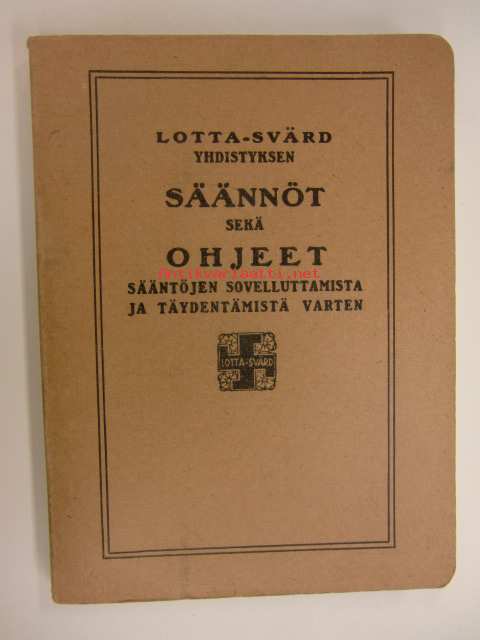 LOTTA-SVÄRD
YHDISTYKSEN
SÄÄNNÖT
SEKÄ
OHJEET
Antikvariaatti.net
SÄÄNTÖJEN SOVELLUTTAMISTA
JA TÄYDENTÄMISTÄ VARTEN
LOTTA-SVÄRD